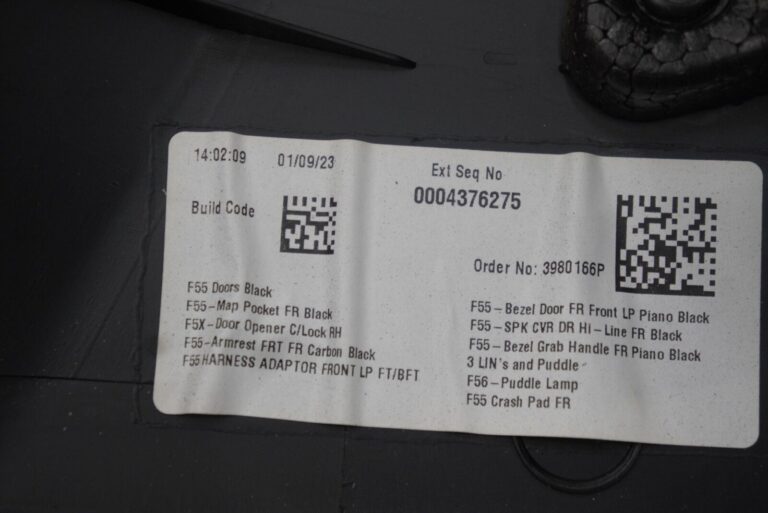 14:02:09 01/09/23
Ext Seq No
0004376275
Build Code
Order No: 3980166P
F55 Doors Black
F55-Map Pocket FR Black
F5X-Door Opener C/Lock RH
F55-Armrest FRT FR Carbon Black
F55 HARNESS ADAPTOR FRONT LP FT/BFT
F55-Bezel Door FR Front LP Piano Black
F55-SPK CVR DR Hi-Line FR Black
F55-Bezel Grab Handle FR Piano Black
3 LIN's and Puddle
F56-Puddle Lamp
F55 Crash Pad FR